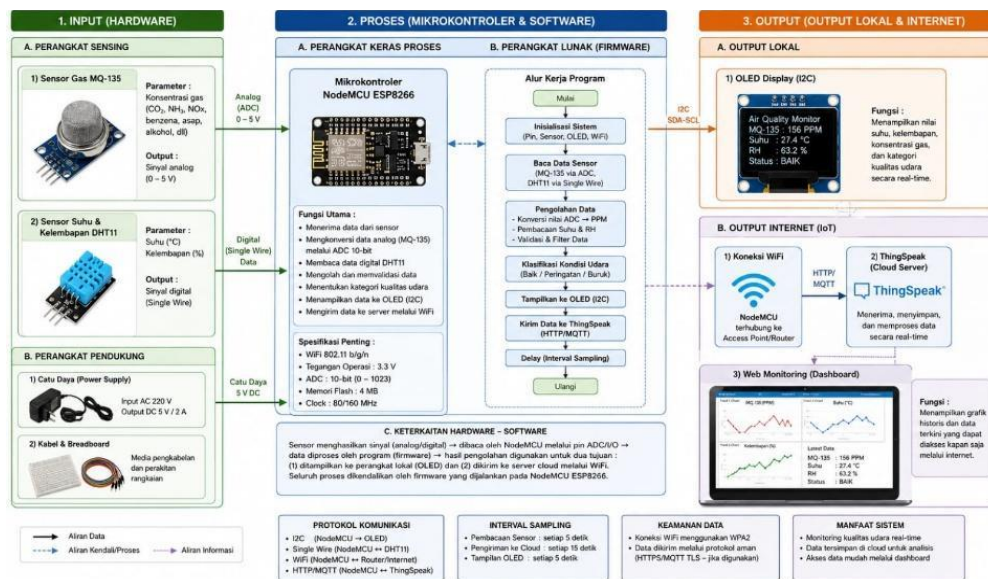 1. INPUT (HARDWARE)
A. PERANGKAT SENSING
1) Sensor Gas MQ-135
Parameter :
Konsentrasi gas
(CO₂, NH₃, NOx,
benzena, asap,
alkohol, dll)
Output :
Sinyal analog
(0 – 5 V)
2) Sensor Suhu &
Kelembapan DHT11
Parameter :
Suhu (°C)
Kelembapan (%)
Output :
Sinyal digital
(Single Wire)
B. PERANGKAT PENDUKUNG
1) Catu Daya (Power Supply)
Input AC 220 V
Output DC 5 V / 2 A
2) Kabel & Breadboard
Media pengkabelan
dan perakitan
rangkaian
Aliran Data
Aliran Kendali/Proses
Aliran Informasi
Analog
(ADC)
0 – 5 V
Digital
(Single Wire)
Data
Catu Daya
5 V DC
2. PROSES (MIKROKONTROLER & SOFTWARE)
A. PERANGKAT KERAS PROSES
Mikrokontroler
NodeMCU ESP8266
Fungsi Utama :
• Menerima data dari sensor
• Mengkonversi data analog (MQ-135)
melalui ADC 10-bit
• Membaca data digital DHT11
• Mengolah dan memvalidasi data
• Menentukan kategori kualitas udara
• Menampilkan data ke OLED (I2C)
• Mengirim data ke server melalui WiFi
Spesifikasi Penting :
• WiFi 802.11 b/g/n
• Tegangan Operasi : 3.3 V
• ADC : 10-bit (0 – 1023)
• Memori Flash : 4 MB
• Clock : 80/160 MHz
B. PERANGKAT LUNAK (FIRMWARE)
Alur Kerja Program
Mulai
Inisialisasi Sistem
(Pin, Sensor, OLED, WiFi)
Baca Data Sensor
(MQ-135 via ADC,
DHT11 via Single Wire)
Pengolahan Data
- Konversi nilai ADC → PPM
- Pembacaan Suhu & RH
- Validasi & Filter Data
Klasifikasi Kondisi Udara
(Baik / Peringatan / Buruk)
Tampilkan ke OLED (I2C)
Kirim Data ke ThingSpeak
(HTTP/MQTT)
Delay (Interval Sampling)
Ulangi
C. KETERKAITAN HARDWARE – SOFTWARE
Sensor menghasilkan sinyal (analog/digital) → dibaca oleh NodeMCU melalui pin ADC/I/O →
data diproses oleh program (firmware) → hasil pengolahan digunakan untuk dua tujuan :
(1) ditampilkan ke perangkat lokal (OLED) dan (2) dikirim ke server cloud melalui WiFi.
Seluruh proses dikendalikan oleh firmware yang dijalankan pada NodeMCU ESP8266.
I2C
SDA-SCL
3. OUTPUT (OUTPUT LOKAL & INTERNET)
A. OUTPUT LOKAL
1) OLED Display (I2C)
Air Quality Monitor
MQ-135 : 156 PPM
Suhu : 27.4 °C
RH : 63.2 %
Status : BAIK
Fungsi :
Menampilkan nilai
suhu, kelembapan,
konsentrasi gas,
dan kategori
kualitas udara
secara real-time.
B. OUTPUT INTERNET (IoT)
1) Koneksi WiFi
NodeMCU
terhubung ke
Access Point/Router
HTTP/
MQTT
2) ThingSpeak
(Cloud Server)
ThingSpeak™
Menerima, menyimpan,
dan memproses data
secara real-time
3) Web Monitoring (Dashboard)
MQ 135 (PPM)
Suhu (°C)
Kelembapan (%)
Latest Data
MQ-135 : 156 PPM
Suhu : 27.4 °C
RH : 63.2 %
Status : BAIK
Fungsi :
Menampilkan grafik
historis dan data
terkini yang dapat
diakses kapan saja
melalui internet.
PROTOKOL KOMUNIKASI
• I2C (NodeMCU → OLED)
• Single Wire (NodeMCU ↔ DHT11)
• WiFi (NodeMCU ↔ Router/Internet)
• HTTP/MQTT (NodeMCU ↔ ThingSpeak)
INTERVAL SAMPLING
• Pembacaan Sensor : setiap 5 detik
• Pengiriman ke Cloud : setiap 15 detik
• Tampilan OLED : setiap 5 detik
KEAMANAN DATA
• Koneksi WiFi menggunakan WPA2
• Data dikirim melalui protokol aman
(HTTPS/MQTT TLS – jika digunakan)
MANFAAT SISTEM
• Monitoring kualitas udara real-time
• Data tersimpan di cloud untuk analisis
• Akses data mudah melalui dashboard